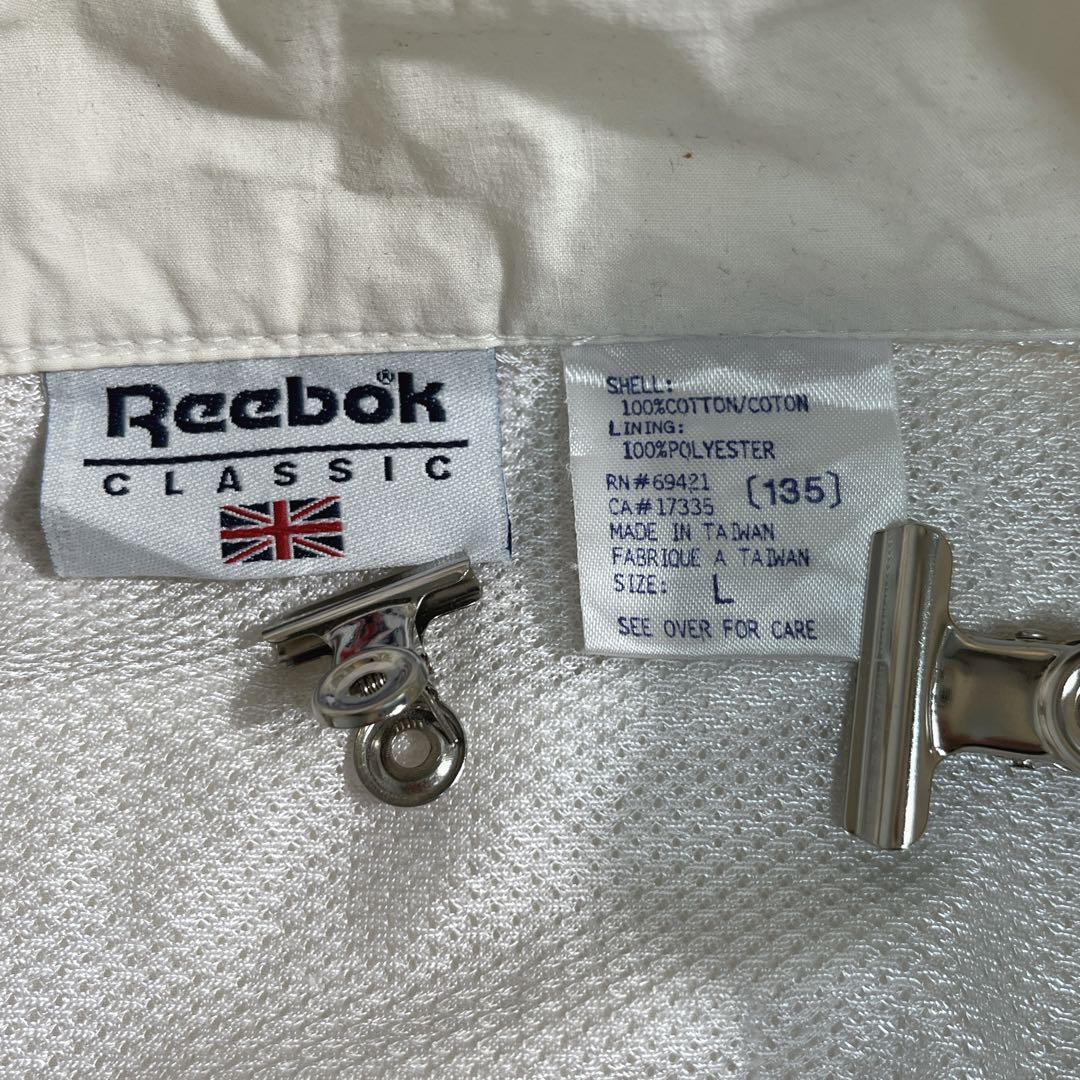 Reebok®
CLASSIC
SHELL:
100%COTTON/COTON
LINING:
100%POLYESTER
RN#69421 [135]
CA#17335
MADE IN TAIWAN
FABRIQUE A TAIWAN
SIZE: L
SEE OVER FOR CARE